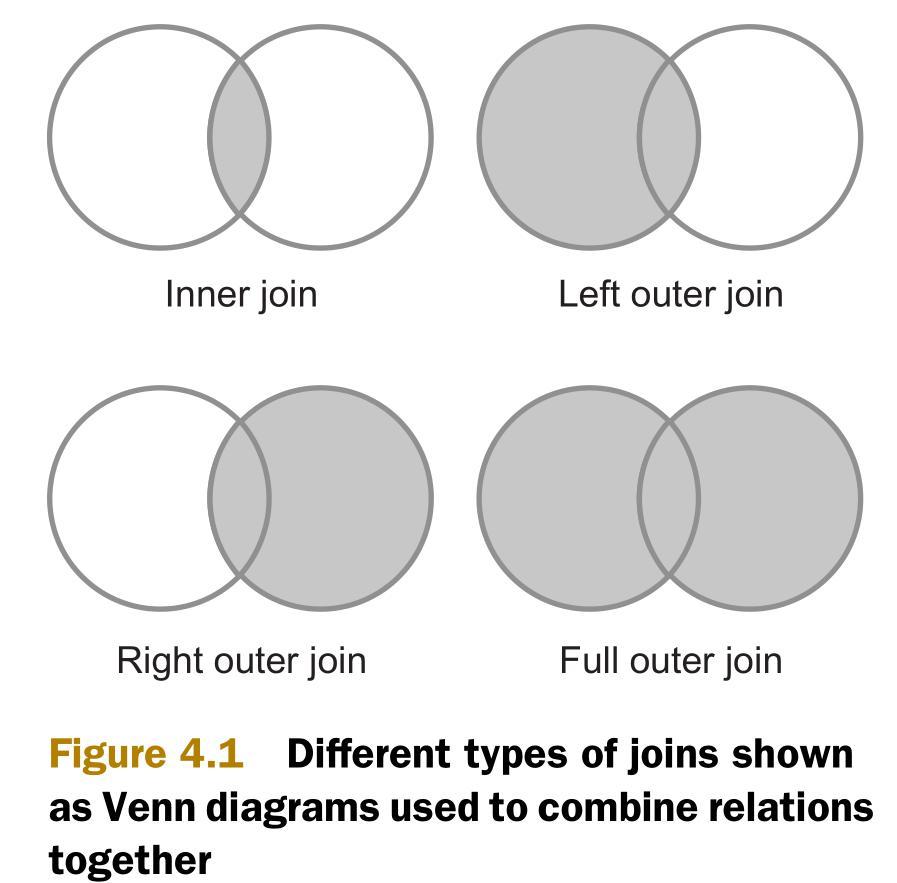 Inner join
Left outer join
Right outer join
Full outer join
Figure 4.1 Different types of joins shown
as Venn diagrams used to combine relations
together